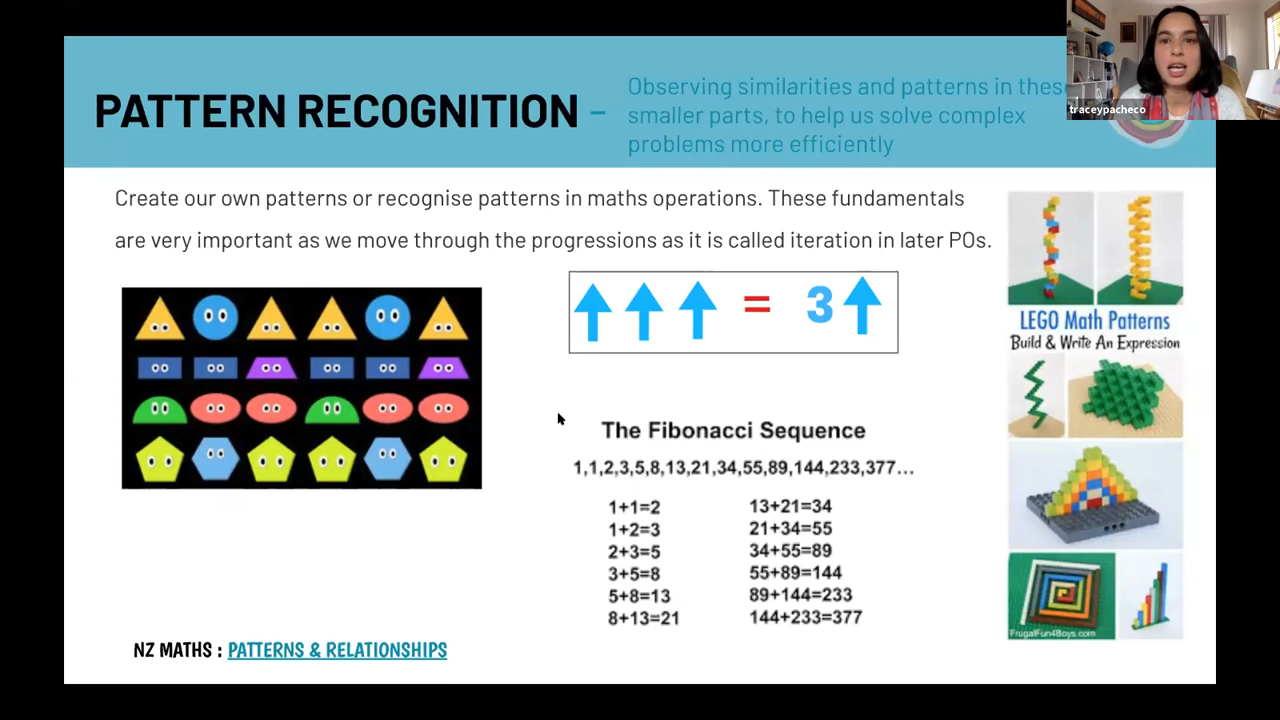 PATTERN RECOGNITION –
Observing similarities and patterns in
smaller parts, to help us solve complex
problems more efficiently
traceypacheco
Create our own patterns or recognise patterns in maths operations. These fundamentals
are very important as we move through the progressions as it is called iteration in later POs.
= 3
The Fibonacci Sequence
1,1,2,3,5,8,13,21,34,55,89,144,233,377...
1+1=2
1+2=3
2+3=5
3+5=8
5+8=13
8+13=21
13+21=34
21+34=55
34+55=89
55+89=144
89+144=233
144+233=377
LEGO Math Patterns
Build & Write An Expression
FrugalFun4Boys.com
NZ MATHS : PATTERNS & RELATIONSHIPS